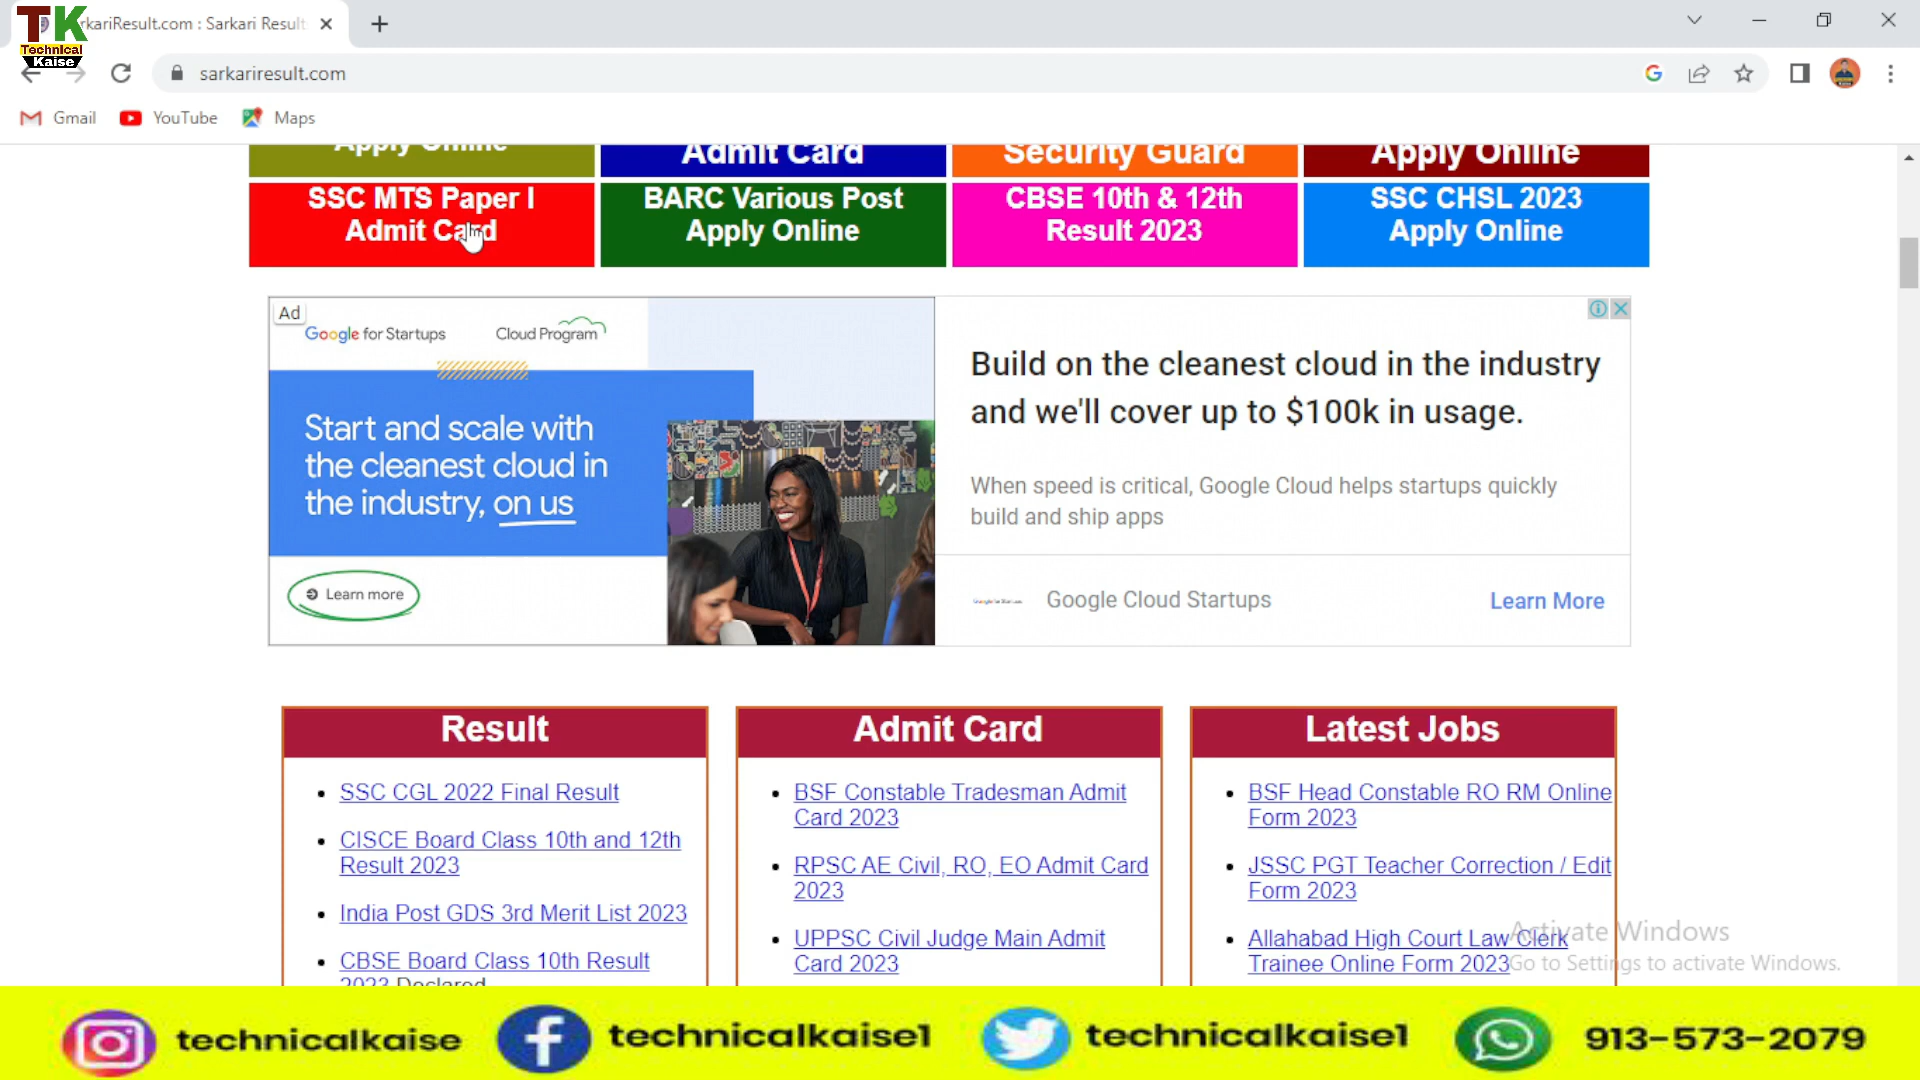 TK
Technical
Kaise
rkariResult.com : Sarkari Result
sarkariresult.com
Gmail
YouTube
Maps
Apply Online
Admit Card
Security Guard
Apply Online
SSC MTS Paper I
Admit Card
BARC Various Post
Apply Online
CBSE 10th & 12th
Result 2023
SSC CHSL 2023
Apply Online
Ad
Google for Startups
Cloud Program
Start and scale with
the cleanest cloud in
the industry, on us
Learn more
Build on the cleanest cloud in the industry
and we'll cover up to $100k in usage.
When speed is critical, Google Cloud helps startups quickly
build and ship apps
Google for Startups
Google Cloud Startups
Learn More
Result
SSC CGL 2022 Final Result
CISCE Board Class 10th and 12th
Result 2023
India Post GDS 3rd Merit List 2023
CBSE Board Class 10th Result
2023 Declared
Admit Card
BSF Constable Tradesman Admit
Card 2023
RPSC AE Civil, RO, EO Admit Card
2023
UPPSC Civil Judge Main Admit
Card 2023
Latest Jobs
BSF Head Constable RO RM Online
Form 2023
JSSC PGT Teacher Correction / Edit
Form 2023
Allahabad High Court Law Clerk
Trainee Online Form 2023
Activate Windows
Go to Settings to activate Windows.
technicalkaise
technicalkaise1
technicalkaise1
913-573-2079